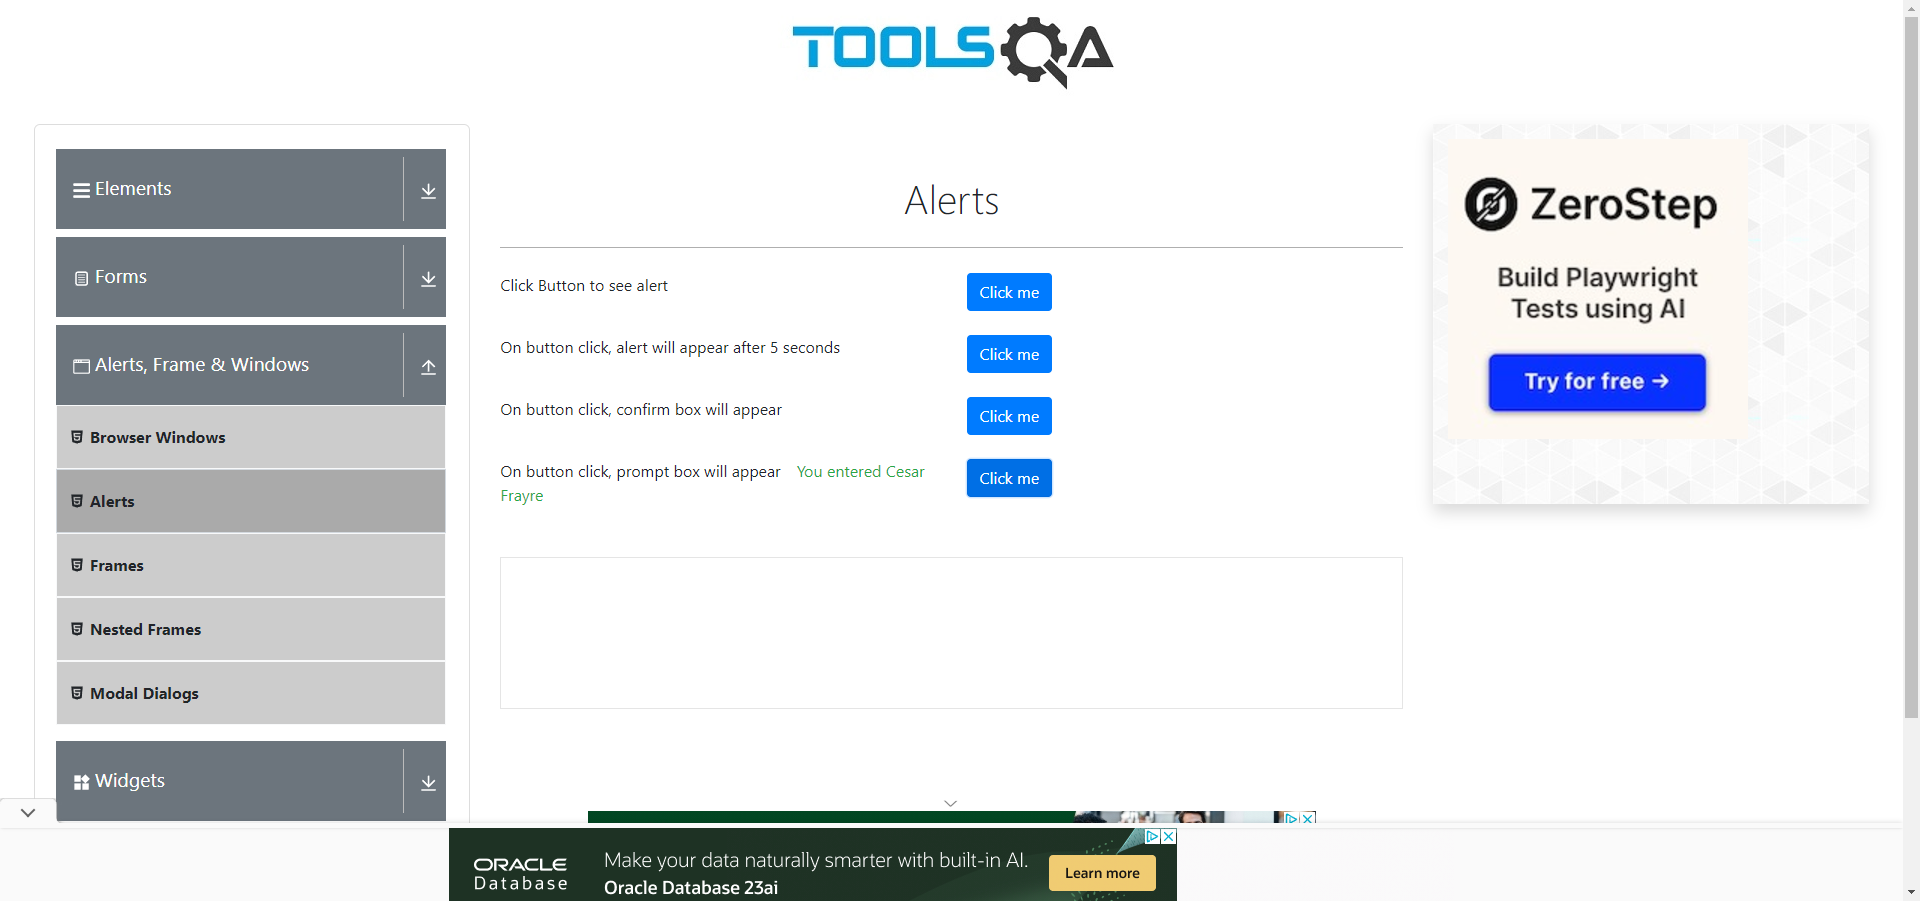 TOOLSQA
Elements
Forms
Alerts, Frame & Windows
Browser Windows
Alerts
Frames
Nested Frames
Modal Dialogs
Widgets
Alerts
Click Button to see alert
Click me
On button click, alert will appear after 5 seconds
Click me
On button click, confirm box will appear
Click me
On button click, prompt box will appear You entered Cesar
Frayre
Click me
ZeroStep
Build Playwright
Tests using AI
Try for free →
ORACLE
Database
Make your data naturally smarter with built-in AI.
Oracle Database 23ai
Learn more